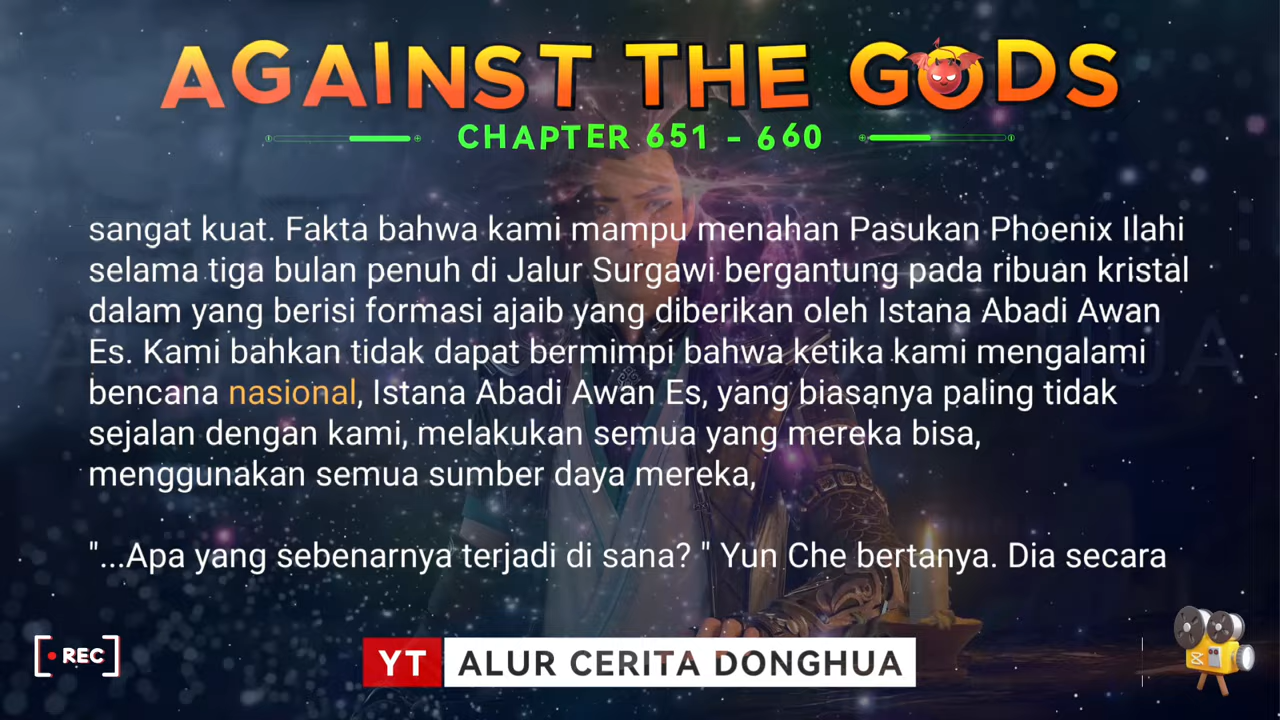 AGAINST THE GODS
CHAPTER 651 - 660
sangat kuat. Fakta bahwa kami mampu menahan Pasukan Phoenix Ilahi
selama tiga bulan penuh di Jalur Surgawi bergantung pada ribuan kristal
dalam yang berisi formasi ajaib yang diberikan oleh Istana Abadi Awan
Es. Kami bahkan tidak dapat bermimpi bahwa ketika kami mengalami
bencana nasional, Istana Abadi Awan Es, yang biasanya paling tidak
sejalan dengan kami, melakukan semua yang mereka bisa,
menggunakan semua sumber daya mereka,
"...Apa yang sebenarnya terjadi di sana? " Yun Che bertanya. Dia secara
REC
YT ALUR CERITA DONGHUA